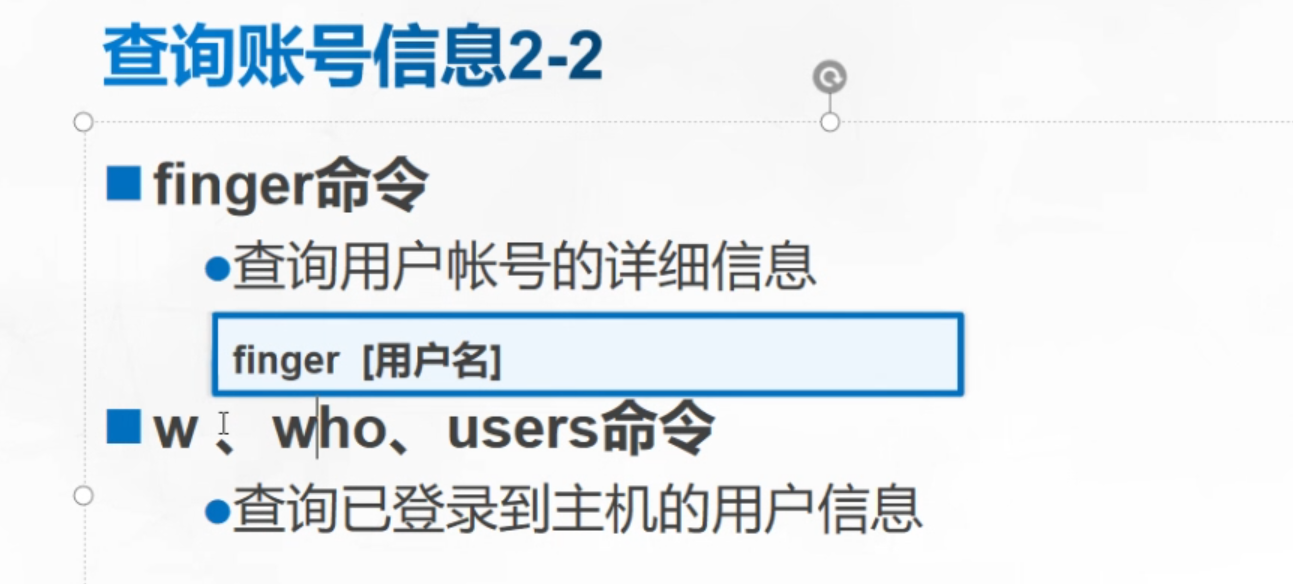 查询账号信息2-2
finger命令
查询用户帐号的详细信息
finger [用户名]
w 、who、users命令
查询已登录到主机的用户信息